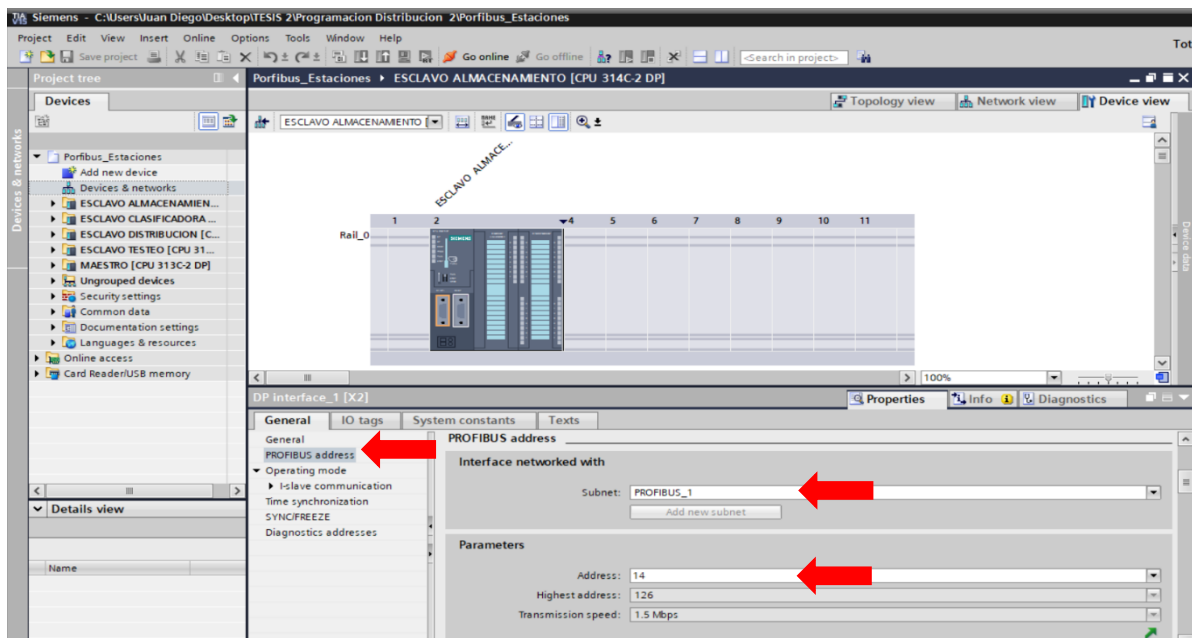 Siemens - C:\Users\Juan Diego\Desktop\TESIS 2\Programacion Distribucion 2\Porfibus_Estaciones
Project Edit View Insert Online Options Tools Window Help
Tot
Save project Go online Go offline <Search in project>
Project tree
Devices
Devices & networks
Porfibus_Estaciones
Add new device
Devices & networks
ESCLAVO ALMACENAMIEN...
ESCLAVO CLASIFICADORA ...
ESCLAVO DISTRIBUCION [C...
ESCLAVO TESTEO [CPU 31...
MAESTRO [CPU 313C-2 DP]
Ungrouped devices
Security settings
Common data
Documentation settings
Languages & resources
Online access
Card Reader/USB memory
Details view
Name
Porfibus_Estaciones ▸ ESCLAVO ALMACENAMIENTO [CPU 314C-2 DP]
Topology view Network view Device view
ESCLAVO ALMACENAMIENTO [
ESCLAVO ALMACE...
1 2 4 5 6 7 8 9 10 11
Rail_0
SIEMENS
100%
Device data
DP interface_1 [X2]
Properties Info Diagnostics
General IO tags System constants Texts
General
PROFIBUS address
Operating mode
I-slave communication
Time synchronization
SYNC/FREEZE
Diagnostics addresses
PROFIBUS address
Interface networked with
Subnet: PROFIBUS_1
Add new subnet
Parameters
Address: 14
Highest address: 126
Transmission speed: 1.5 Mbps